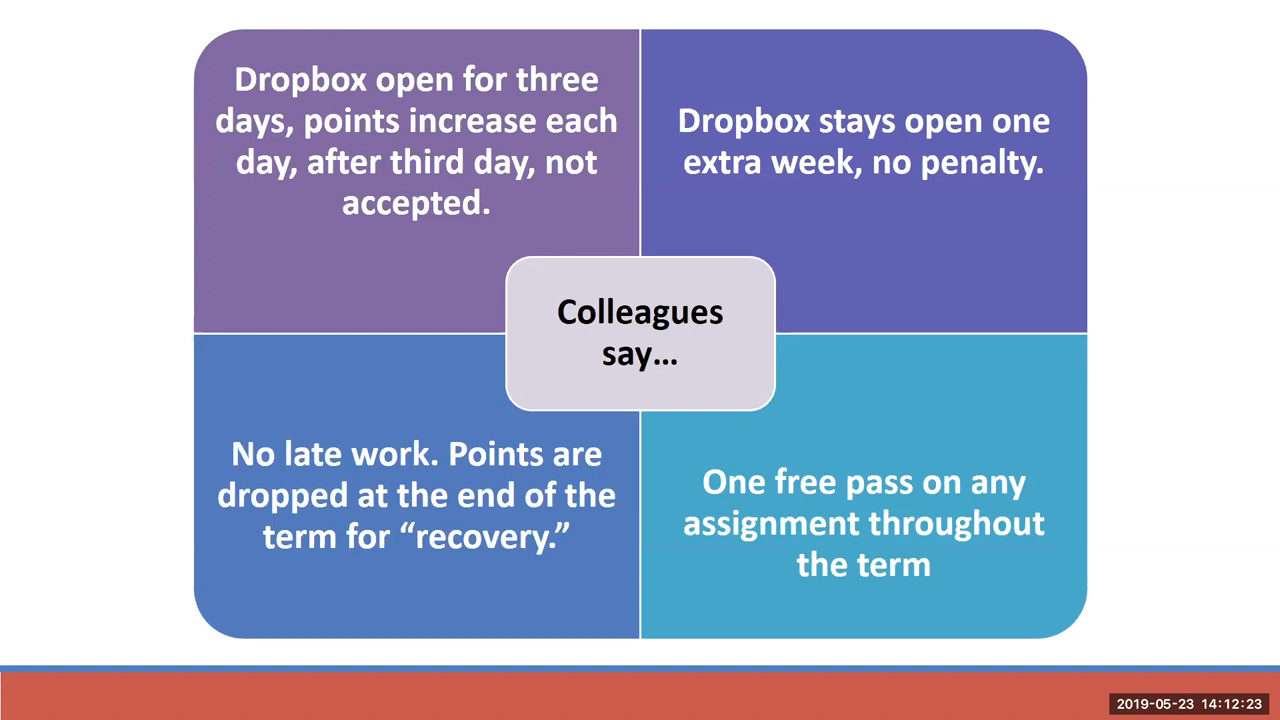 Dropbox open for three
days, points increase each
day, after third day, not
accepted.
Dropbox stays open one
extra week, no penalty.
Colleagues
say…
No late work. Points are
dropped at the end of the
term for “recovery.”
One free pass on any
assignment throughout
the term
2019-05-23 14:12:23